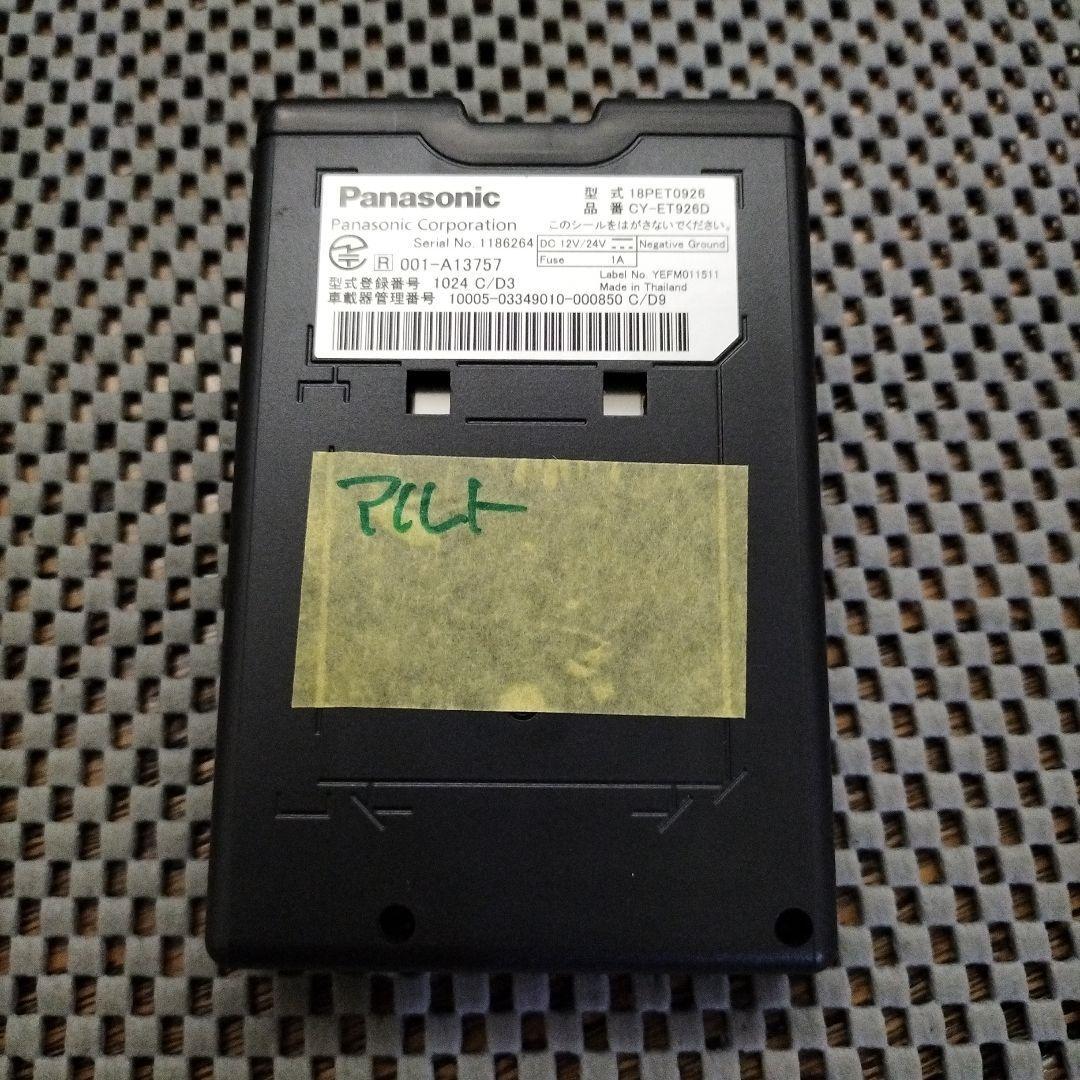 Panasonic
型式 18PET0926
品番 CY-ET926D
Panasonic Corporation
このシールをはがさないでください。
Serial No. 1186264
DC 12V/24V
Negative Ground
Fuse 1A
R 001-A13757
Label No. YEFM011511
Made in Thailand
型式登録番号 1024 C/D3
車載器管理番号 10005-03349010-000850 C/D9
アルト